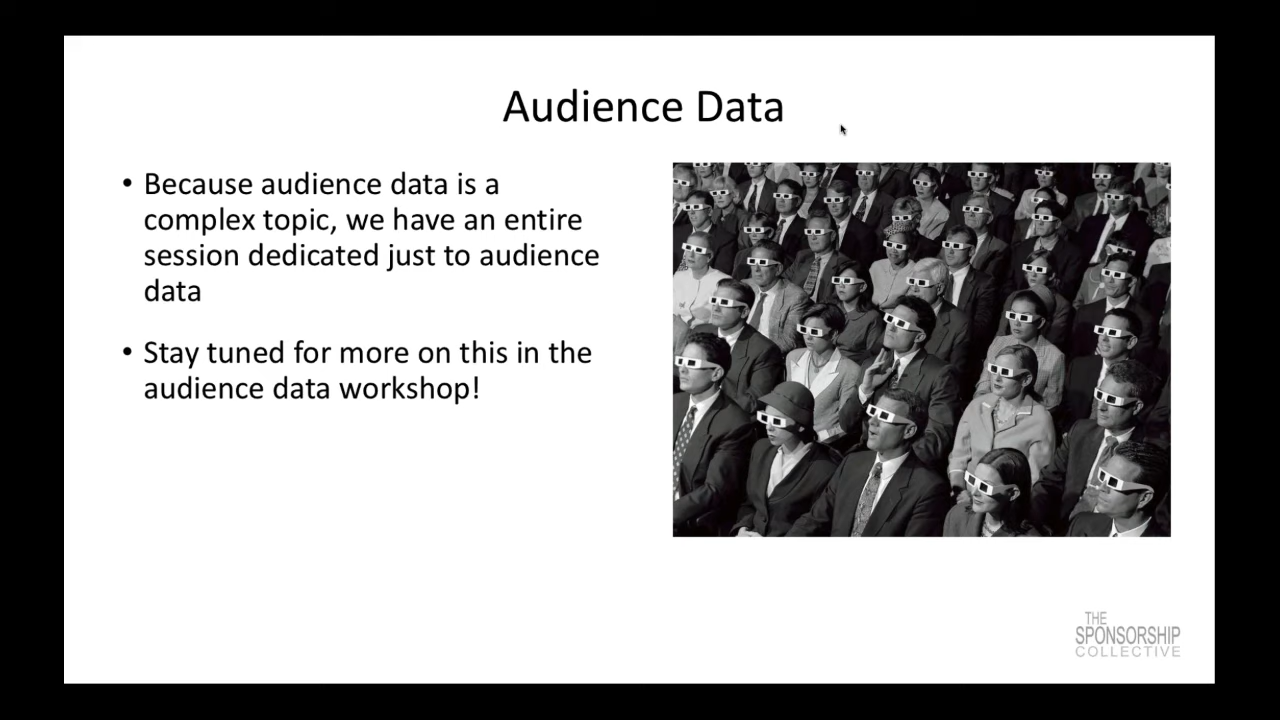 Audience Data
• Because audience data is a
complex topic, we have an entire
session dedicated just to audience
data
• Stay tuned for more on this in the
audience data workshop!
THE
SPONSORSHIP
COLLECTIVE